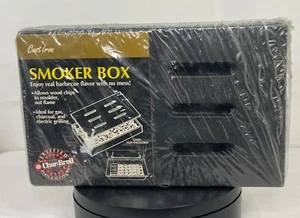 Cast Iron
SMOKER BOX
Enjoy real barbecue flavor with no mess!
• Allows wood chips
to smolder,
not flame
• Ideal for gas,
charcoal, and
electric grilling
Char-Broil